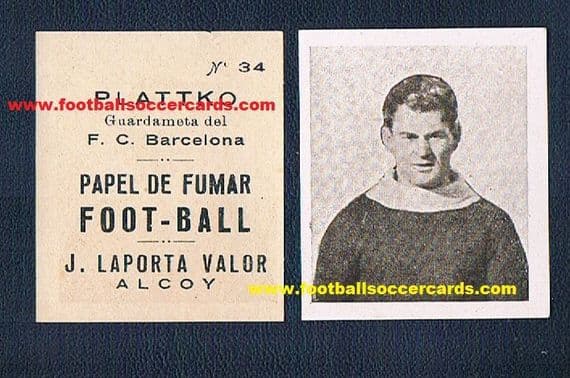 Nº 34
PLATTKO
www.footballsoccercards.com
Guardameta del
F. C. Barcelona
PAPEL DE FUMAR
FOOT-BALL
J. LAPORTA VALOR
ALCOY
www.footballsoccercards.com